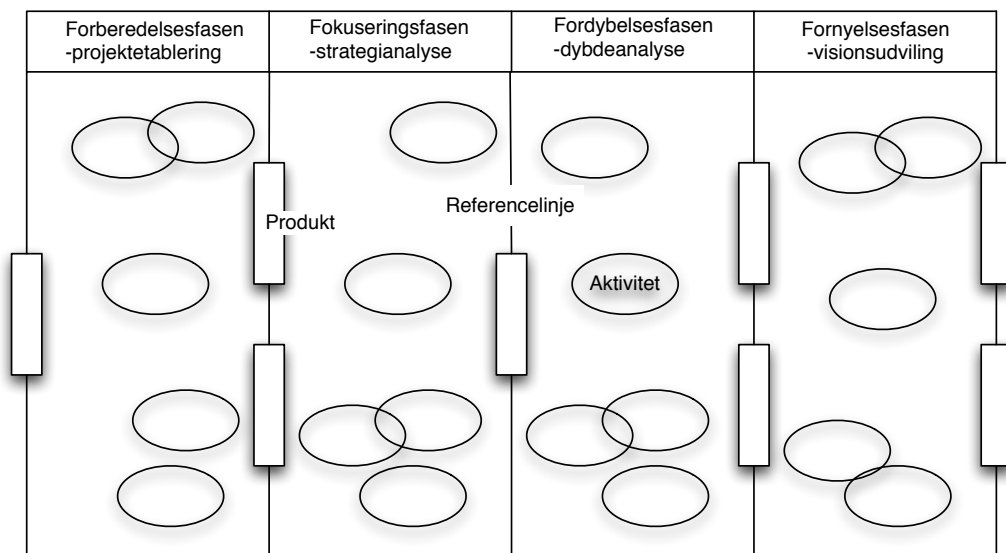 Forberedelsesfasen
-projektetablering
Fokuseringsfasen
-strategianalyse
Fordybelsesfasen
-dybdeanalyse
Fornyelsesfasen
-visionsudviling
Produkt
Referencelinje
Aktivitet